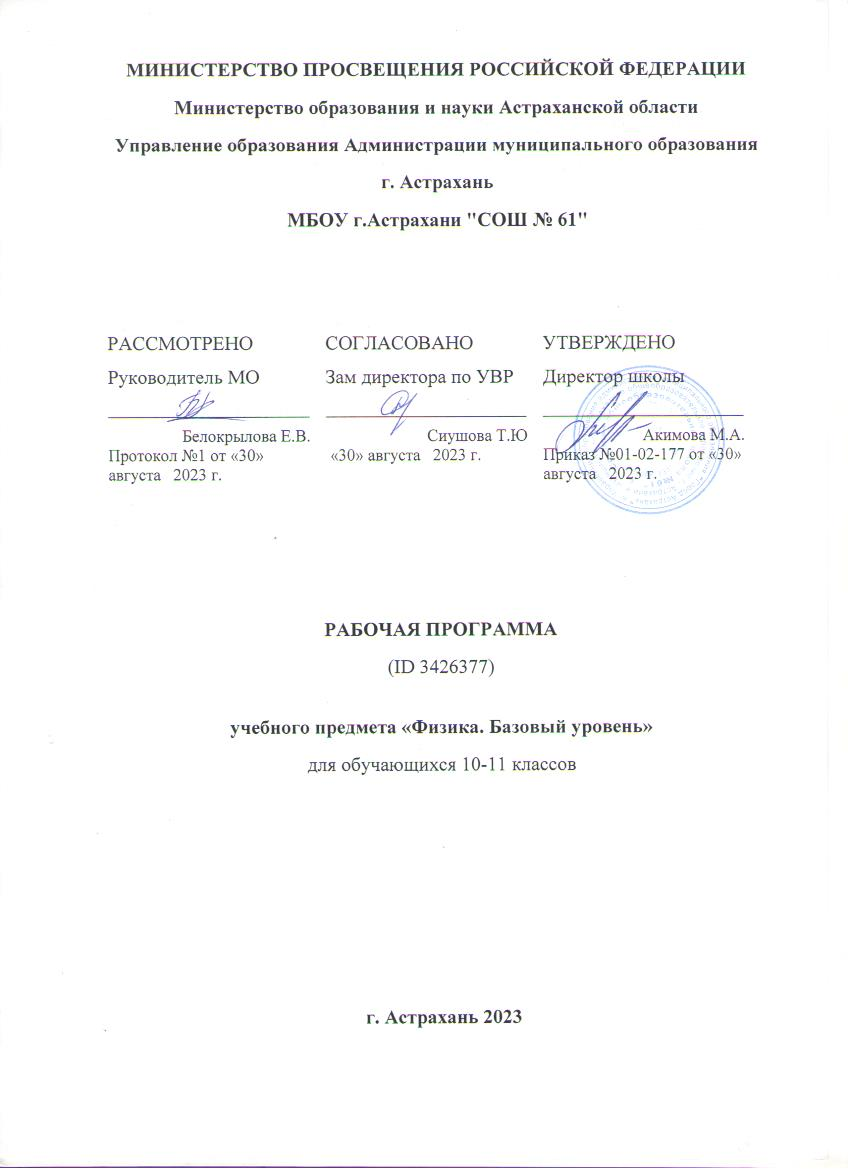 МИНИСТЕРСТВО ПРОСВЕЩЕНИЯ РОССИЙСКОЙ ФЕДЕРАЦИИ
Министерство образования и науки Астраханской области
Управление образования Администрации муниципального образования
г. Астрахань
МБОУ г.Астрахани "СОШ № 61"
РАССМОТРЕНО
Руководитель МО
Белокрылова Е.В.
Протокол №1 от «30»
августа 2023 г.
СОГЛАСОВАНО
Зам директора по УВР
Сиушова Т.Ю
«30» августа 2023 г.
УТВЕРЖДЕНО
Директор школы
Акимова М.А.
Приказ №01-02-177 от «30»
августа 2023 г.
РАБОЧАЯ ПРОГРАММА
(ID 3426377)
учебного предмета «Физика. Базовый уровень»
для обучающихся 10-11 классов
г. Астрахань 2023